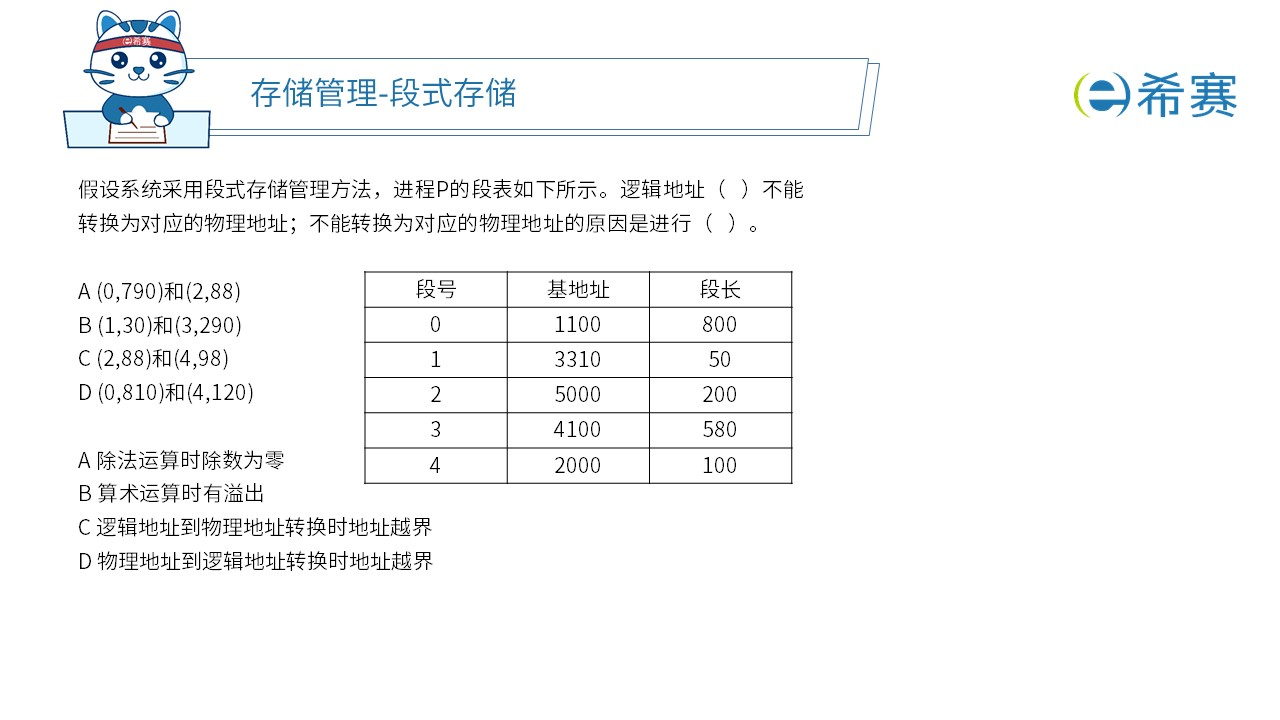 希赛
存储管理-段式存储
希赛
假设系统采用段式存储管理方法，进程P的段表如下所示。逻辑地址（ ）不能
转换为对应的物理地址；不能转换为对应的物理地址的原因是进行（ ）。
A (0,790)和(2,88)
B (1,30)和(3,290)
C (2,88)和(4,98)
D (0,810)和(4,120)
段号 基地址 段长
0 1100 800
1 3310 50
2 5000 200
3 4100 580
4 2000 100
A 除法运算时除数为零
B 算术运算时有溢出
C 逻辑地址到物理地址转换时地址越界
D 物理地址到逻辑地址转换时地址越界